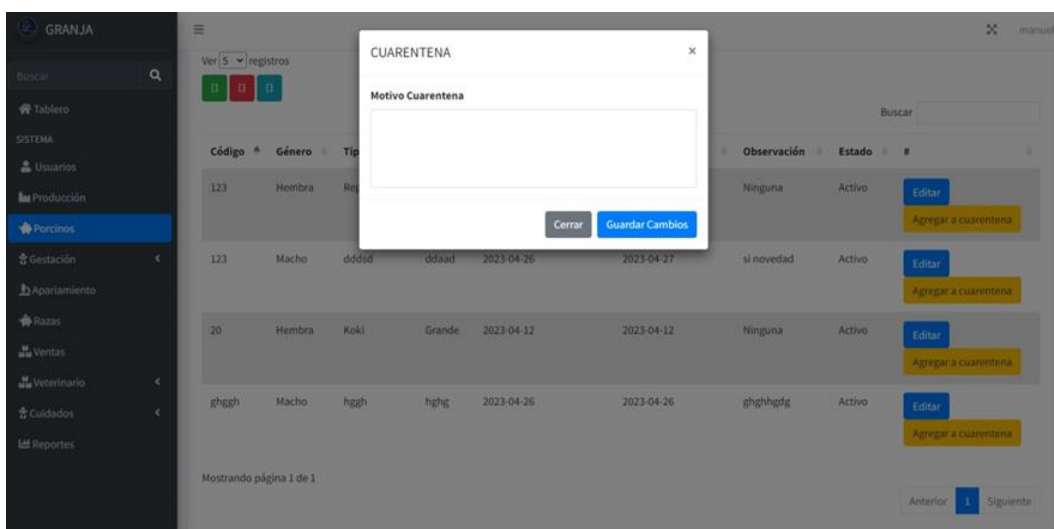 GRANJA
manuel
Buscar
Tablero
SISTEMA
Usuarios
Producción
Porcinos
Gestación
Apariamiento
Razas
Ventas
Veterinario
Cuidados
Reportes
Ver 5 registros
Buscar
CUARENTENA ×
Motivo Cuarentena
Cerrar Guardar Cambios
Código Género Tip Observación Estado #
123 Hembra Rep Ninguna Activo Editar
Agregar a cuarentena
123 Macho dddsd ddaad 2023-04-26 2023-04-27 si novedad Activo Editar
Agregar a cuarentena
20 Hembra Koki Grande 2023-04-12 2023-04-12 Ninguna Activo Editar
Agregar a cuarentena
ghggh Macho hggh hghg 2023-04-26 2023-04-26 ghghhgdg Activo Editar
Agregar a cuarentena
Mostrando página 1 de 1
Anterior 1 Siguiente